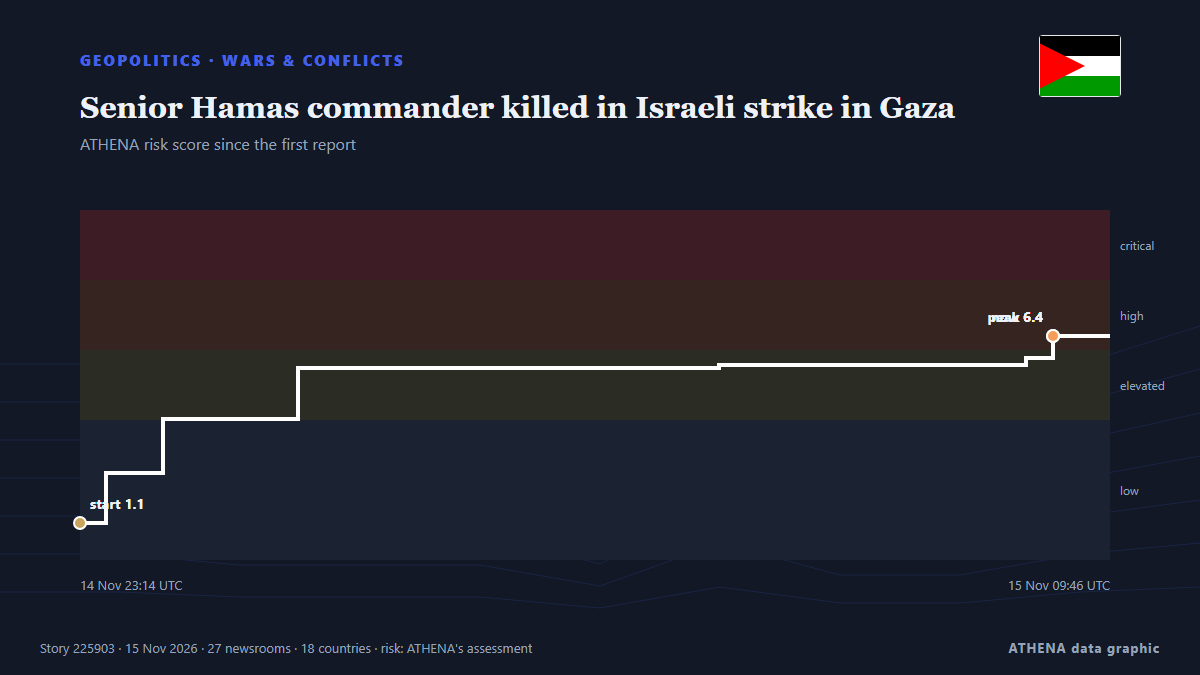 GEOPOLITICS · WARS & CONFLICTS
Senior Hamas commander killed in Israeli strike in Gaza
ATHENA risk score since the first report
critical
6.4
high
elevated
low
start 1.1
14 Nov 23:14 UTC
15 Nov 09:46 UTC
Story 225903 · 15 Nov 2026 · 27 newsrooms · 18 countries · risk: ATHENA's assessment
ATHENA data graphic